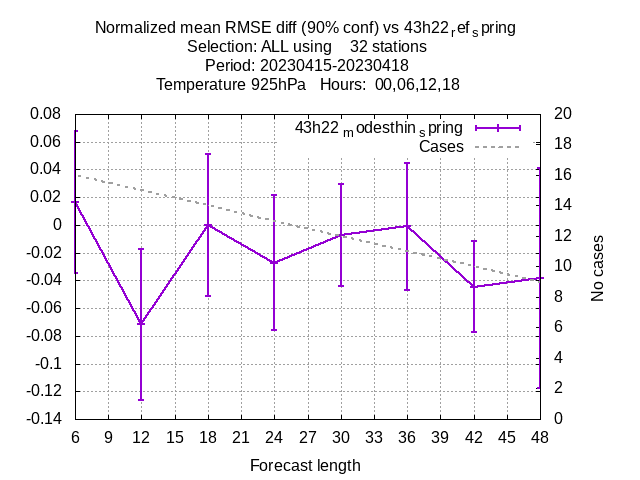 Normalized mean RMSE diff (90% conf) vs 43h22_ref_spring
Selection: ALL using 32 stations
Period: 20230415-20230418
Temperature 925hPa Hours: 00,06,12,18
43h22_modesthin_spring
Cases
0.08
0.06
0.04
0.02
0
-0.02
-0.04
-0.06
-0.08
-0.1
-0.12
-0.14
20
18
16
14
12
10
8
6
4
2
0
No cases
6 9 12 15 18 21 24 27 30 33 36 39 42 45 48
Forecast length